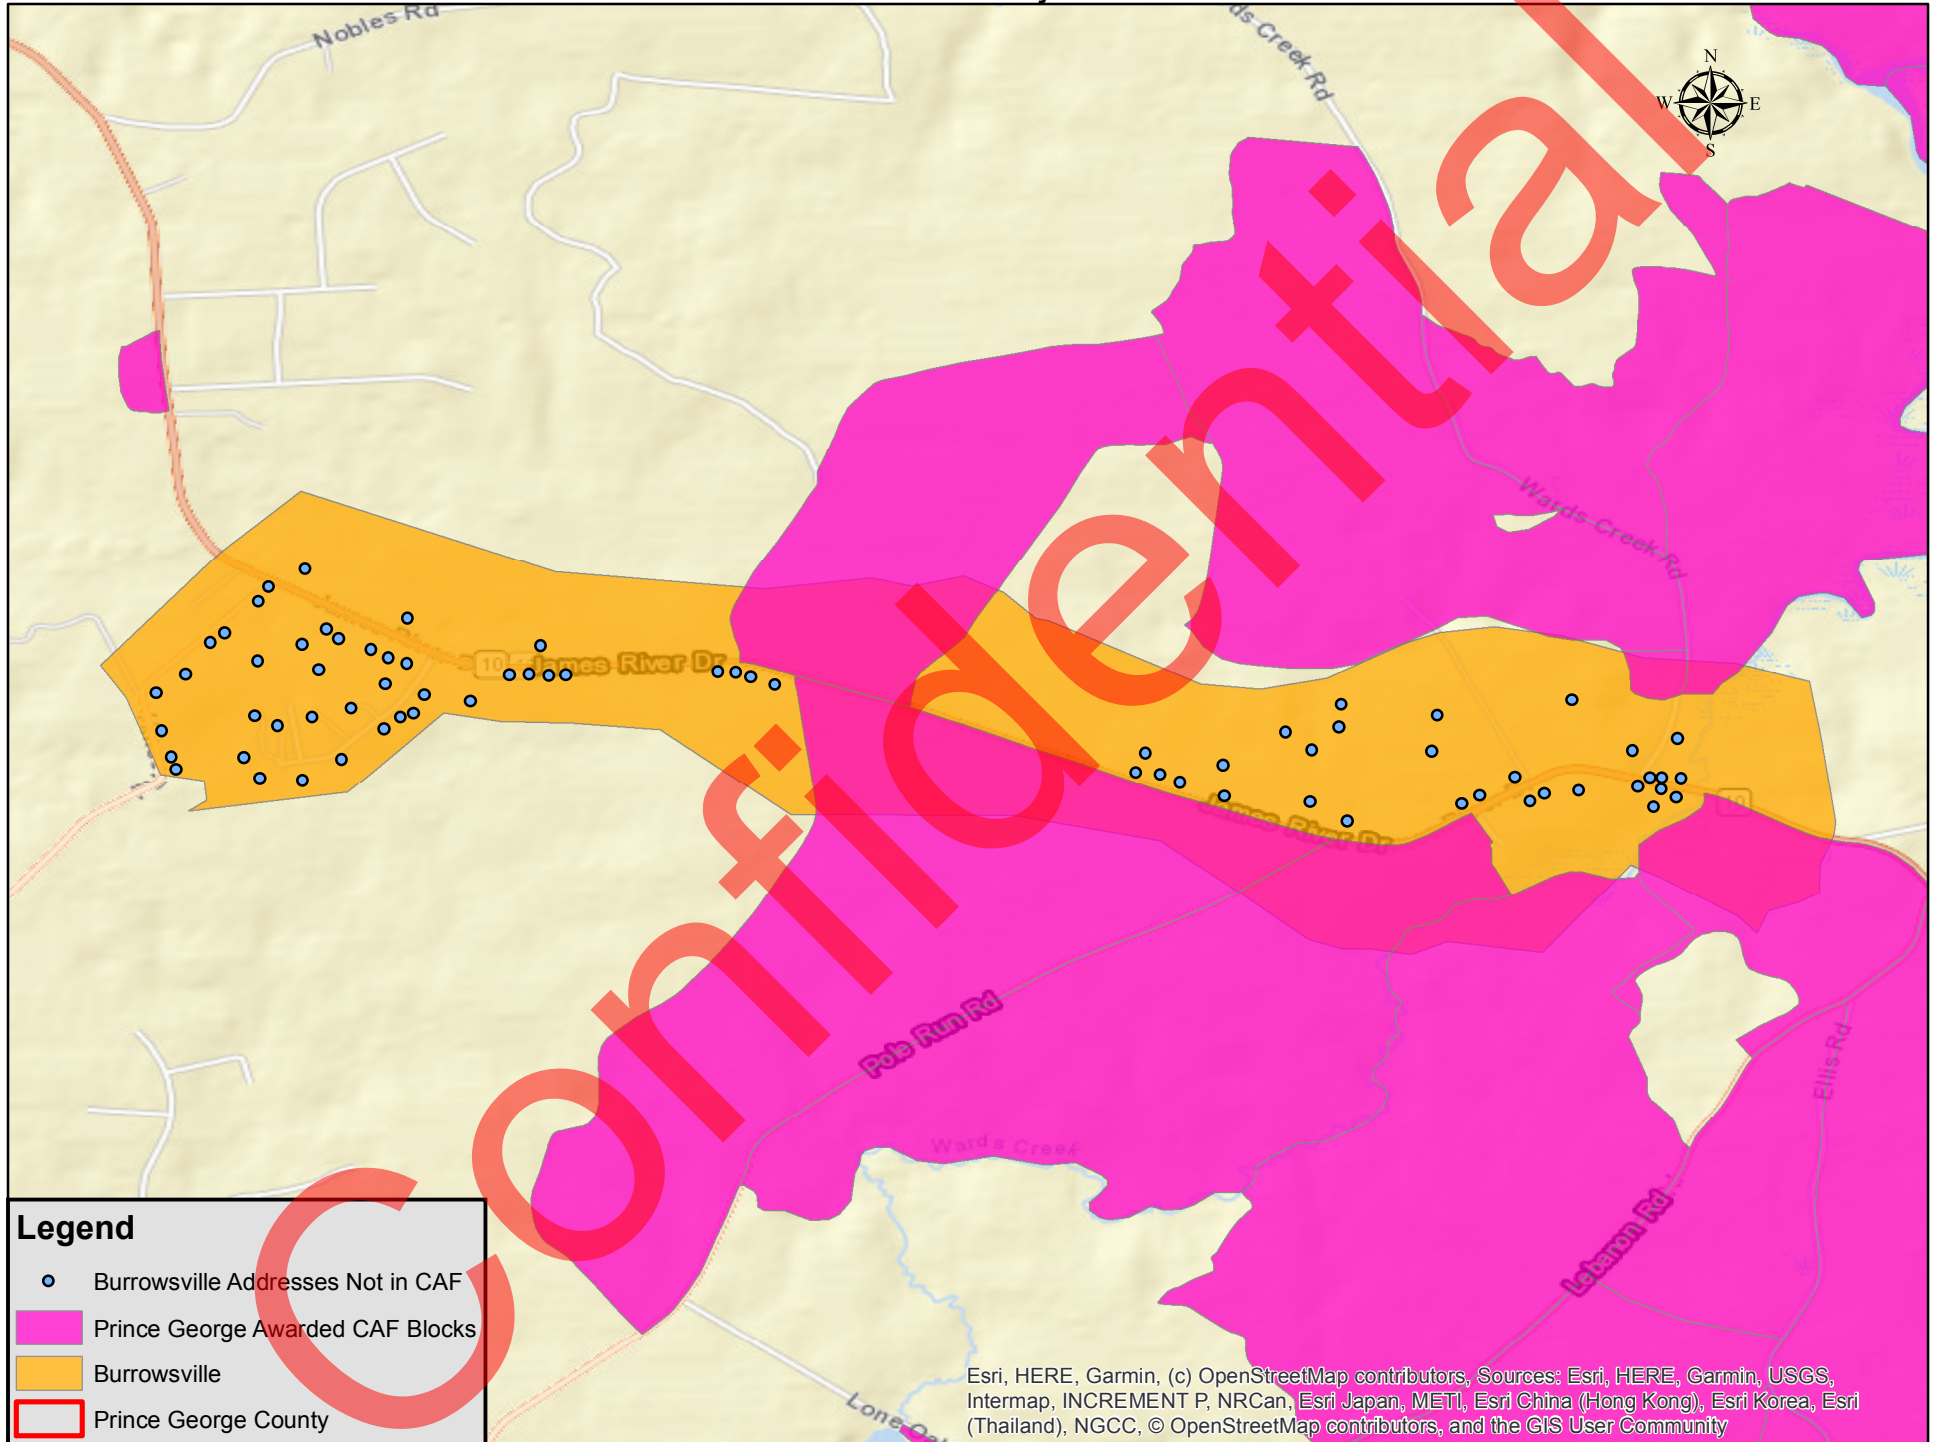 Nobles Rd
ds Creek Rd
N
W E
S
Wards Creek Rd
10 James River Dr
James River Dr
10
Pole Run Rd
Wards Creek
Ellis Rd
Lebanon Rd
Lone Oa
Confidential
Legend
Burrowsville Addresses Not in CAF
Prince George Awarded CAF Blocks
Burrowsville
Prince George County
Esri, HERE, Garmin, (c) OpenStreetMap contributors, Sources: Esri, HERE, Garmin, USGS,
Intermap, INCREMENT P, NRCan, Esri Japan, METI, Esri China (Hong Kong), Esri Korea, Esri
(Thailand), NGCC, © OpenStreetMap contributors, and the GIS User Community